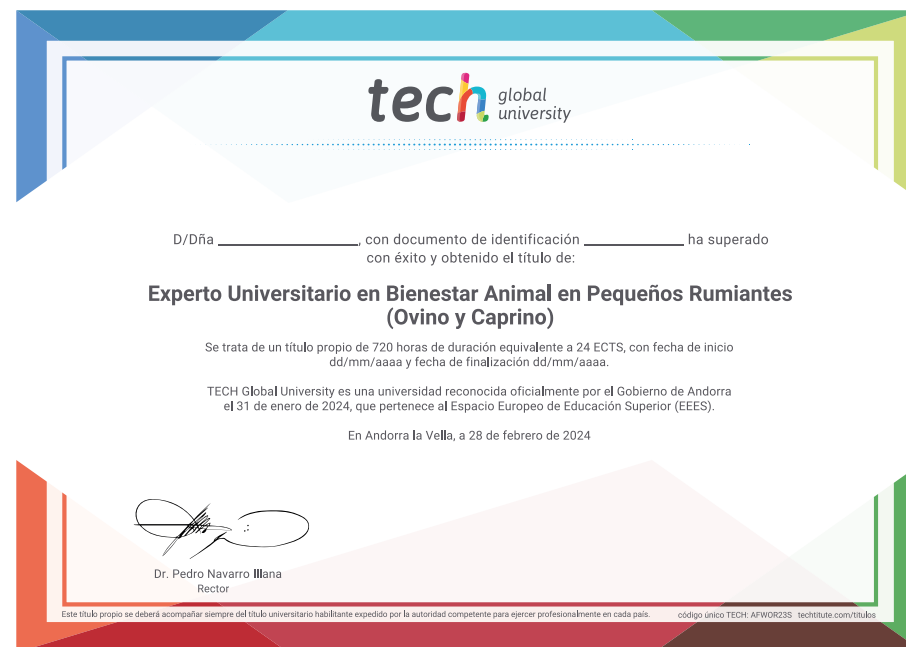 tech global university
D/Dña ______________, con documento de identificación __________ ha superado
con éxito y obtenido el título de:
Experto Universitario en Bienestar Animal en Pequeños Rumiantes
(Ovino y Caprino)
Se trata de un título propio de 720 horas de duración equivalente a 24 ECTS, con fecha de inicio
dd/mm/aaaa y fecha de finalización dd/mm/aaaa.
TECH Global University es una universidad reconocida oficialmente por el Gobierno de Andorra
el 31 de enero de 2024, que pertenece al Espacio Europeo de Educación Superior (EEES).
En Andorra la Vella, a 28 de febrero de 2024
Dr. Pedro Navarro Illana
Rector
Este título propio se deberá acompañar siempre del título universitario habilitante expedido por la autoridad competente para ejercer profesionalmente en cada país. código único TECH: AFWOR23S techtitute.com/titulos